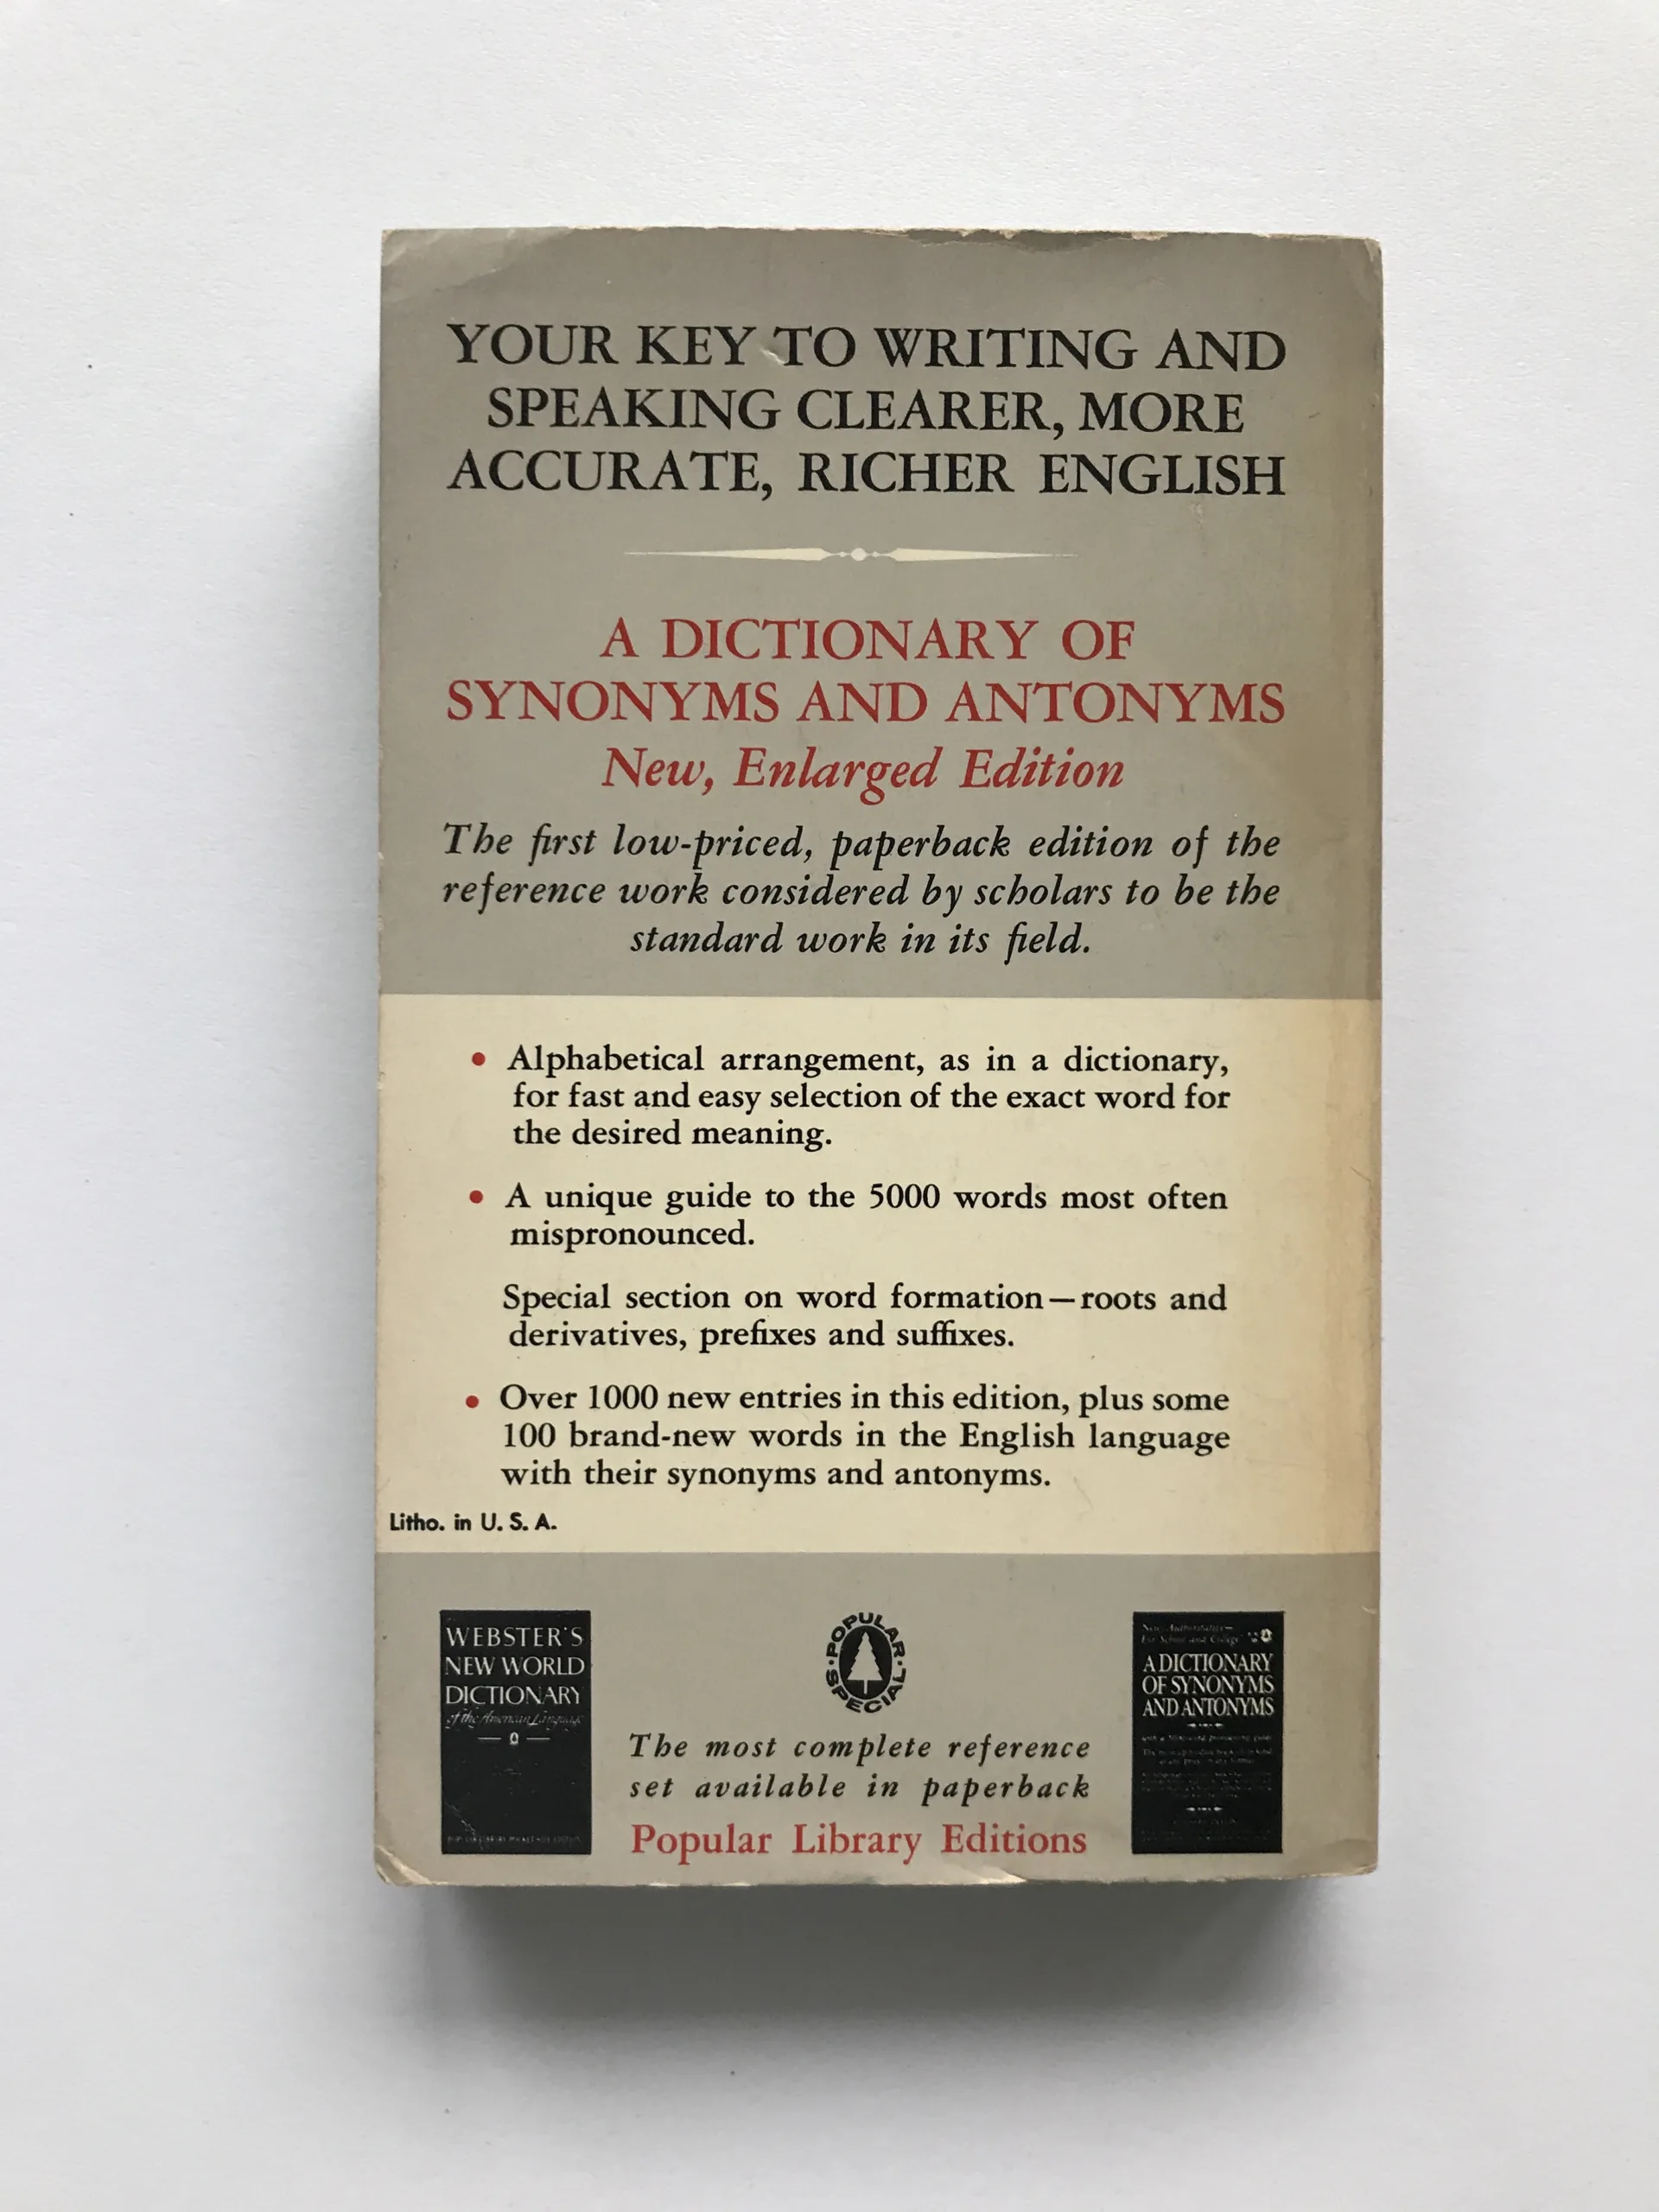 YOUR KEY TO WRITING AND
SPEAKING CLEARER, MORE
ACCURATE, RICHER ENGLISH
A DICTIONARY OF
SYNONYMS AND ANTONYMS
New, Enlarged Edition
The first low-priced, paperback edition of the
reference work considered by scholars to be the
standard work in its field.
• Alphabetical arrangement, as in a dictionary,
for fast and easy selection of the exact word for
the desired meaning.
• A unique guide to the 5000 words most often
mispronounced.
Special section on word formation—roots and
derivatives, prefixes and suffixes.
• Over 1000 new entries in this edition, plus some
100 brand-new words in the English language
with their synonyms and antonyms.
Litho. in U. S. A.
WEBSTER'S
NEW WORLD
DICTIONARY
of the American Language
POPULAR
SPECIAL
The most complete reference
set available in paperback
Popular Library Editions
A DICTIONARY
OF SYNONYMS
AND ANTONYMS